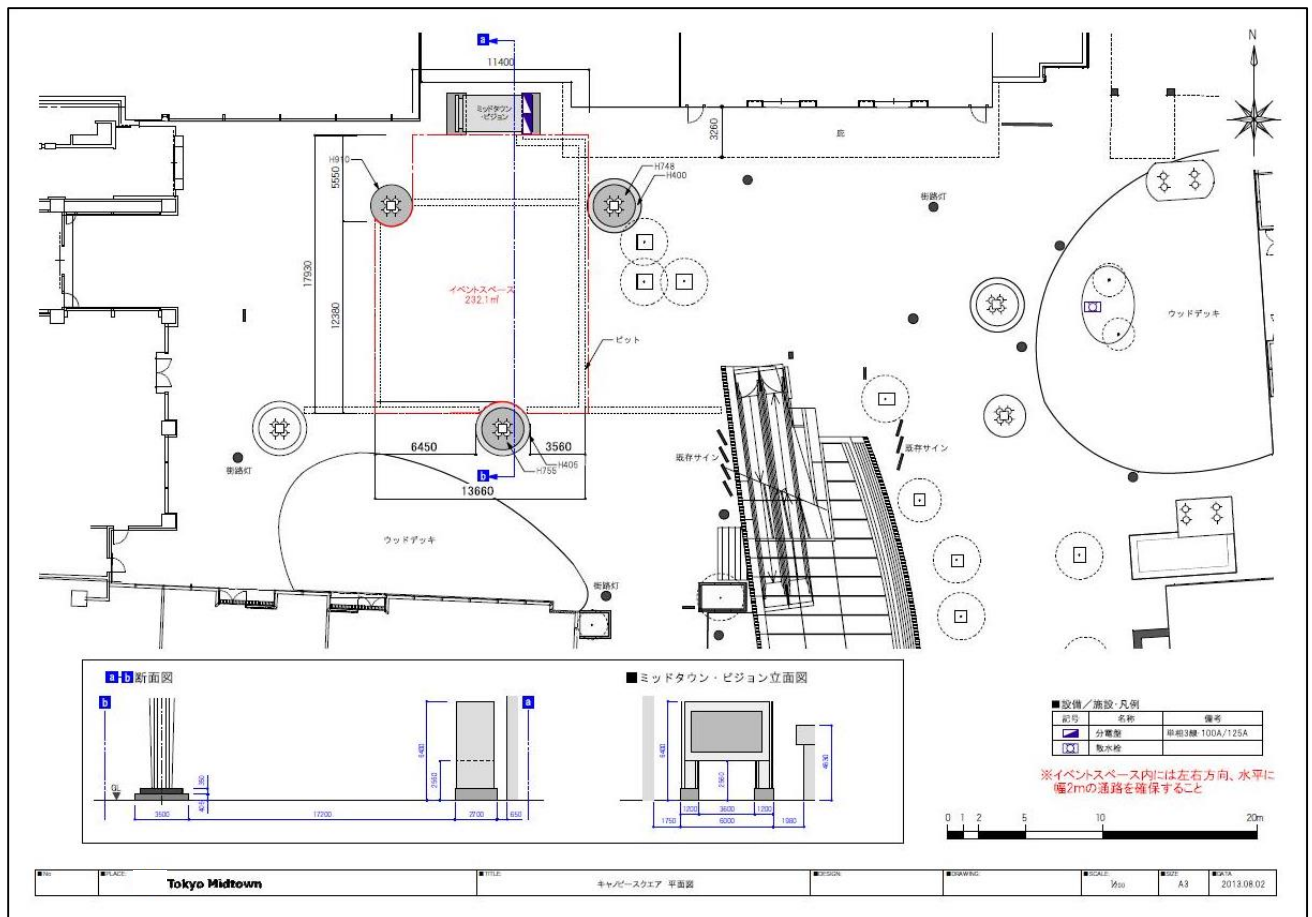 N
a
11400
ミッドタウン
・ビジョン
3260
庇
H910
5550
H748
H400
街路灯
17930
イベントスペース
232.1㎡
12380
ウッドデッキ
ピット
6450
3560
既存サイン
既存サイン
街路灯
H405
b
H755
13660
ウッドデッキ
街路灯
a-b断面図
■ミッドタウン・ビジョン立面図
b
a
6400
2560
350
405
GL
3500
17200
2700
650
6400
2560
4650
1200
3600
1200
1750
6000
1980
■設備／施設・凡例
記号 名称 備考
分電盤 単相3線・100A/125A
散水栓
※イベントスペース内には左右方向、水平に
幅2mの通路を確保すること
0 1 2 5 10 20m
■No
■PLACE: Tokyo Midtown
■TITLE: キャノピースクエア 平面図
■DESIGN:
■DRAWING:
■SCALE:
■SIZE A3
■DATA 2013.08.02